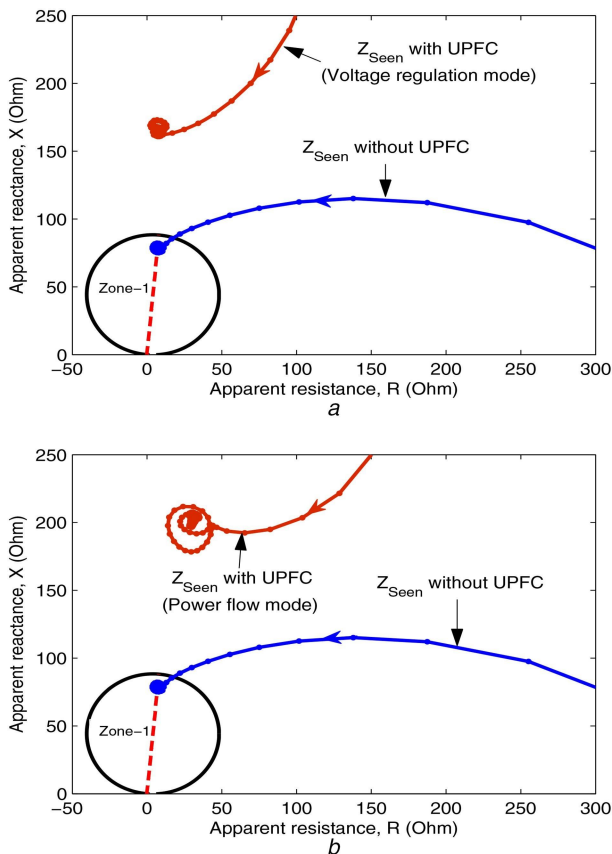 250
200
150
100
50
0
Apparent reactance, X (Ohm)
Z_Seen with UPFC
(Voltage regulation mode)
Z_Seen without UPFC
Zone-1
-50 0 50 100 150 200 250 300
Apparent resistance, R (Ohm)
a
250
200
150
100
50
0
Apparent reactance, X (Ohm)
Z_Seen with UPFC
(Power flow mode)
Z_Seen without UPFC
Zone-1
-50 0 50 100 150 200 250 300
Apparent resistance, R (Ohm)
b